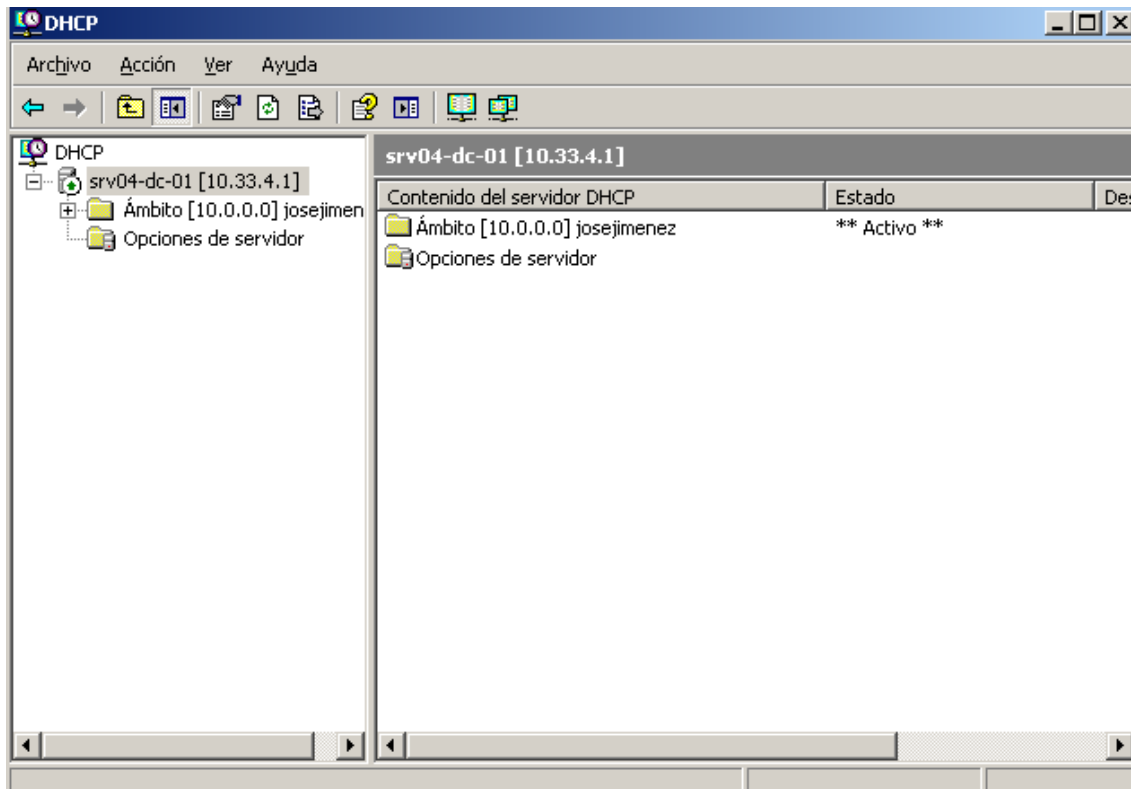 DHCP
Archivo Acción Ver Ayuda
DHCP
srv04-dc-01 [10.33.4.1]
Ámbito [10.0.0.0] josejimen
Opciones de servidor
srv04-dc-01 [10.33.4.1]
Contenido del servidor DHCP Estado Des
Ámbito [10.0.0.0] josejimenez ** Activo **
Opciones de servidor